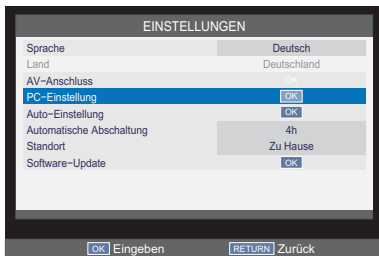 EINSTELLUNGEN
Sprache Deutsch
Land Deutschland
AV-Anschluss OK
PC-Einstellung OK
Auto-Einstellung OK
Automatische Abschaltung 4h
Standort Zu Hause
Software-Update OK
OK Eingeben RETURN Zurück